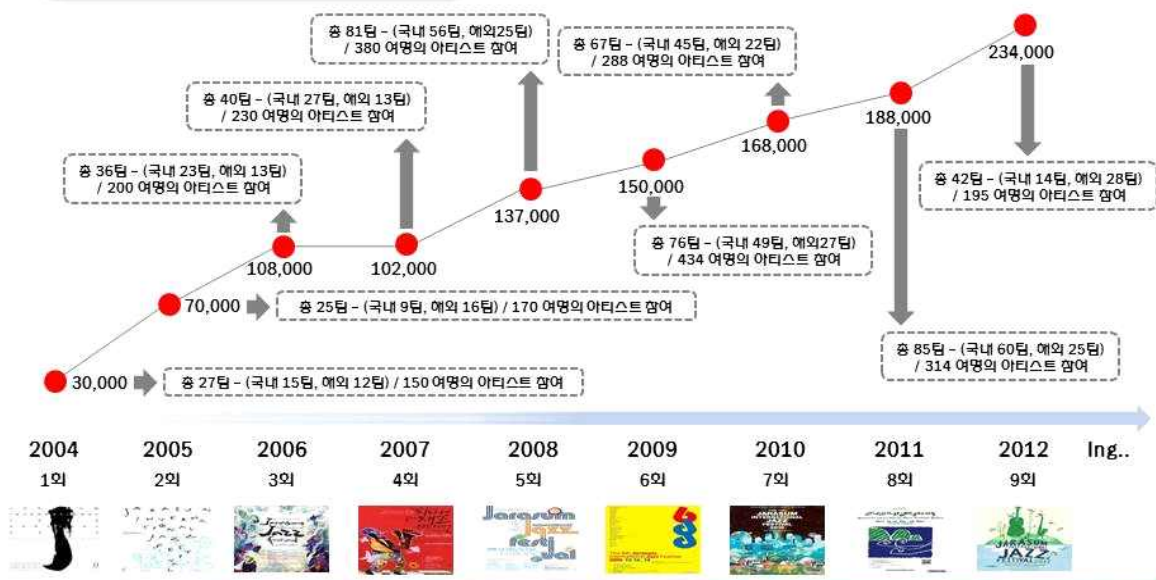 총 81팀 – (국내 56팀, 해외25팀)
/ 380 여명의 아티스트 참여
총 67팀 – (국내 45팀, 해외 22팀)
/ 288 여명의 아티스트 참여
234,000
총 40팀 – (국내 27팀, 해외 13팀)
/ 230 여명의 아티스트 참여
188,000
168,000
총 36팀 – (국내 23팀, 해외 13팀)
/ 200 여명의 아티스트 참여
150,000
137,000
총 42팀 – (국내 14팀, 해외 28팀)
/ 195 여명의 아티스트 참여
108,000
102,000
총 76팀 – (국내 49팀, 해외27팀)
/ 434 여명의 아티스트 참여
70,000
총 25팀 – (국내 9팀, 해외 16팀) / 170 여명의 아티스트 참여
총 85팀 – (국내 60팀, 해외 25팀)
/ 314 여명의 아티스트 참여
30,000
총 27팀 – (국내 15팀, 해외 12팀) / 150 여명의 아티스트 참여
2004 2005 2006 2007 2008 2009 2010 2011 2012 Ing..
1회 2회 3회 4회 5회 6회 7회 8회 9회
Jarasum
Jazz
festival
JARASUM
INTERNATIONAL
JAZZ
FESTIVAL
JARASUM
JAZZ
FESTIVAL